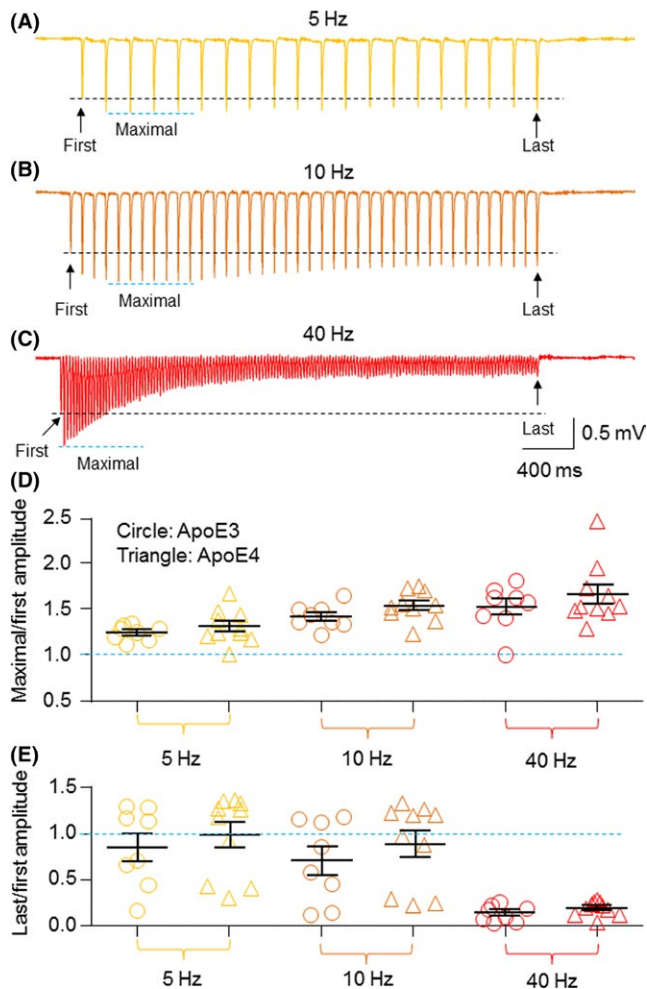 (A)
5 Hz
Maximal
First
Last
(B)
10 Hz
First
Maximal
Last
(C)
40 Hz
First
Maximal
Last
0.5 mV
400 ms
(D)
Maximal/first amplitude
2.5
2.0
1.5
1.0
0.5
Circle: ApoE3
Triangle: ApoE4
5 Hz
10 Hz
40 Hz
(E)
Last/first amplitude
1.5
1.0
0.5
0.0
5 Hz
10 Hz
40 Hz